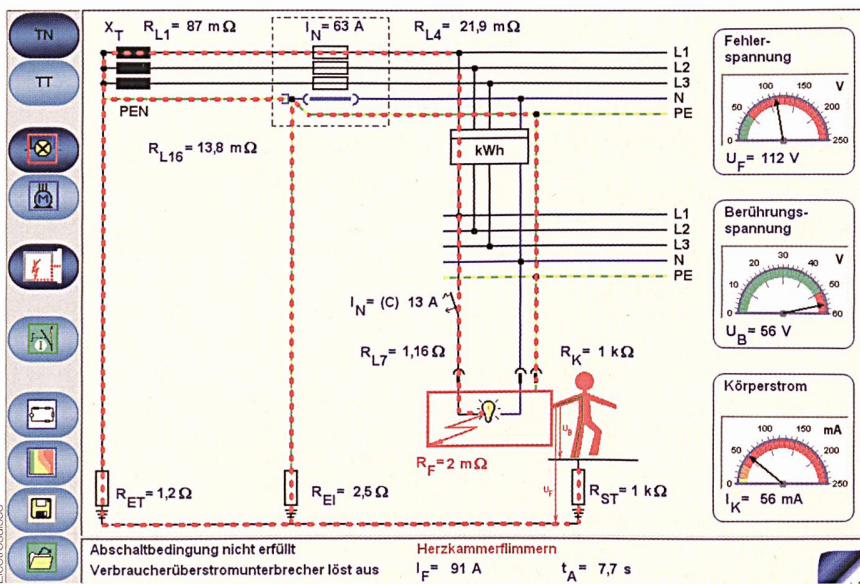 TN
TT
X_T R_L1 = 87 mΩ I_N = 63 A R_L4 = 21,9 mΩ
L1
L2
L3
N
PE
PEN
R_L16 = 13,8 mΩ
kWh
L1
L2
L3
N
PE
I_N = (C) 13 A
R_L7 = 1,16 Ω R_K = 1 kΩ
U_B
R_F = 2 mΩ
U_F
R_ET = 1,2 Ω R_EI = 2,5 Ω R_ST = 1 kΩ
Fehler-
spannung
0 50 100 150 200 250 V
U_F = 112 V
Berührungs-
spannung
0 10 20 30 40 50 60 V
U_B = 56 V
Körperstrom
0 50 100 150 200 250 mA
I_K = 56 mA
M
I
Abschaltbedingung nicht erfüllt Herzkammerflimmern
Verbraucherüberstromunterbrecher löst aus I_F = 91 A t_A = 7,7 s